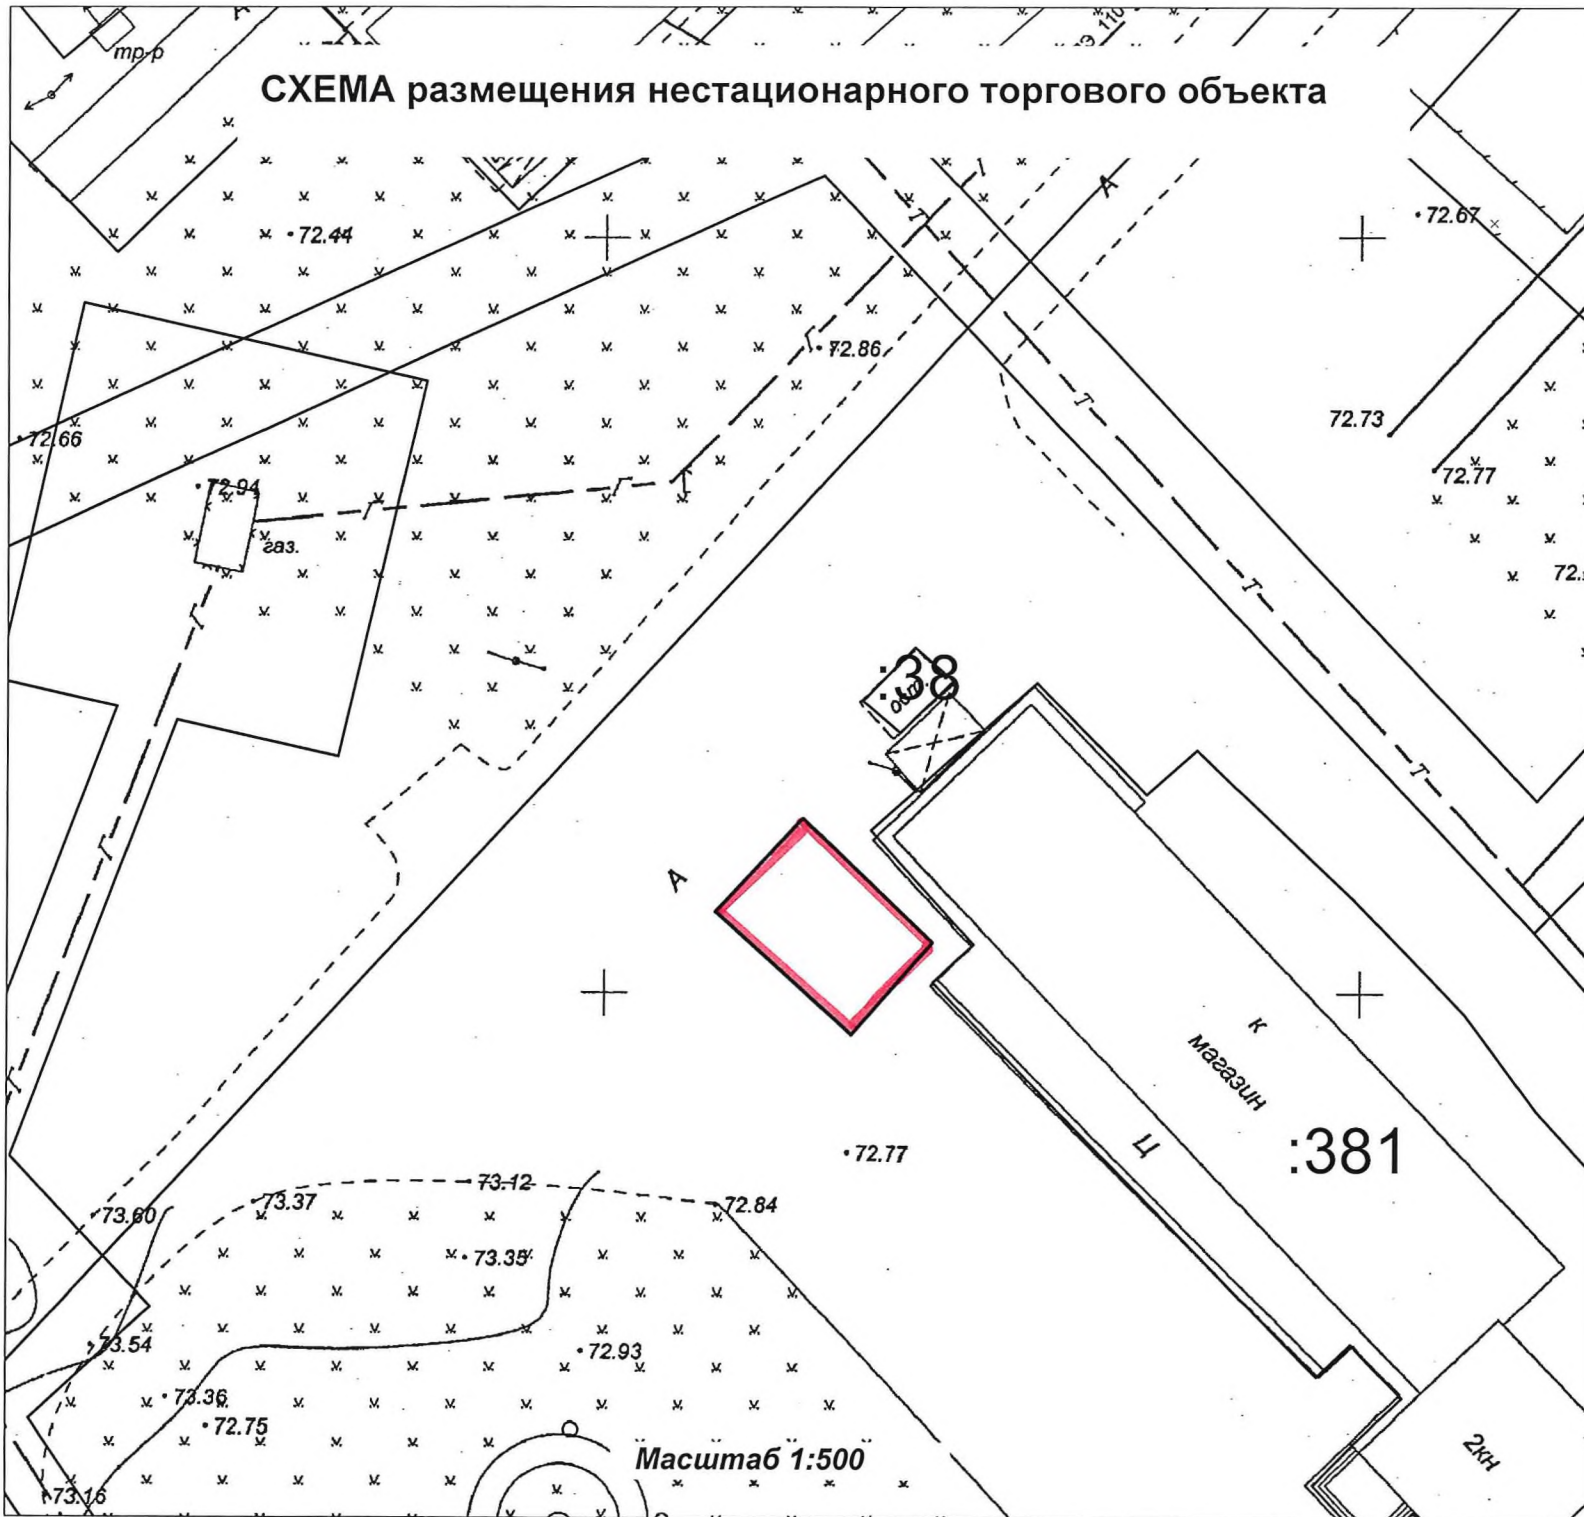 тр-р
А
Э 110
СХЕМА размещения нестационарного торгового объекта
А
72.67
72.44
72.86
72.73
72.66
72.77
72.94
газ.
72.
:38
А
к
магазин
Ц
:381
72.77
73.12
73.37
72.84
73.60
73.35
73.54
72.93
73.36
72.75
Масштаб 1:500
2кн
73.16